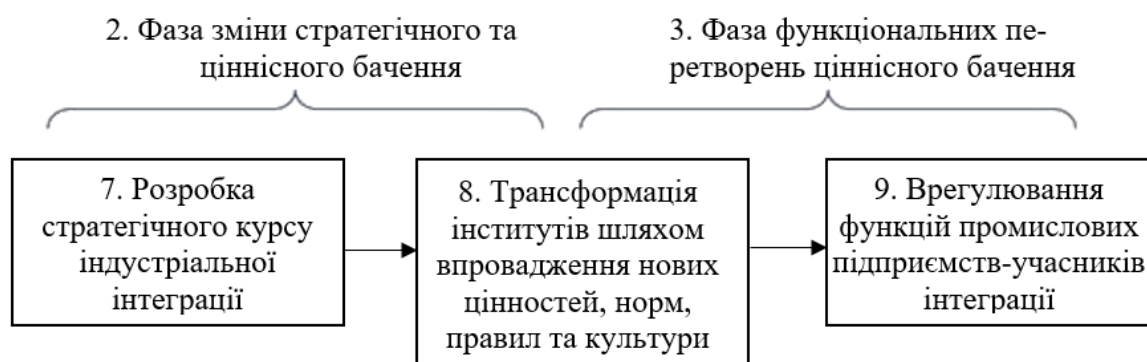 2. Фаза зміни стратегічного та
ціннісного бачення
3. Фаза функціональних пе-
ретворень ціннісного бачення
7. Розробка
стратегічного курсу
індустріальної
інтеграції
8. Трансформація
інститутів шляхом
впровадження нових
цінностей, норм,
правил та культури
9. Врегулювання
функцій промислових
підприємств-учасників
інтеграції